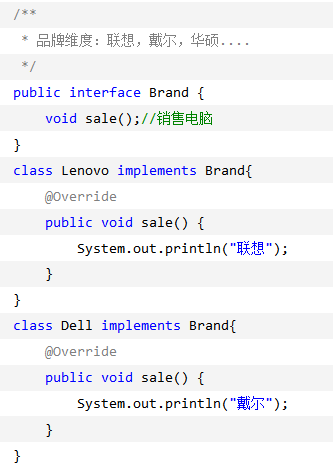 /**
 * 品牌维度：联想，戴尔，华硕....
 */
public interface Brand {
    void sale();//销售电脑
}
class Lenovo implements Brand{
    @Override
    public void sale() {
        System.out.println("联想");
    }
}
class Dell implements Brand{
    @Override
    public void sale() {
        System.out.println("戴尔");
    }
}